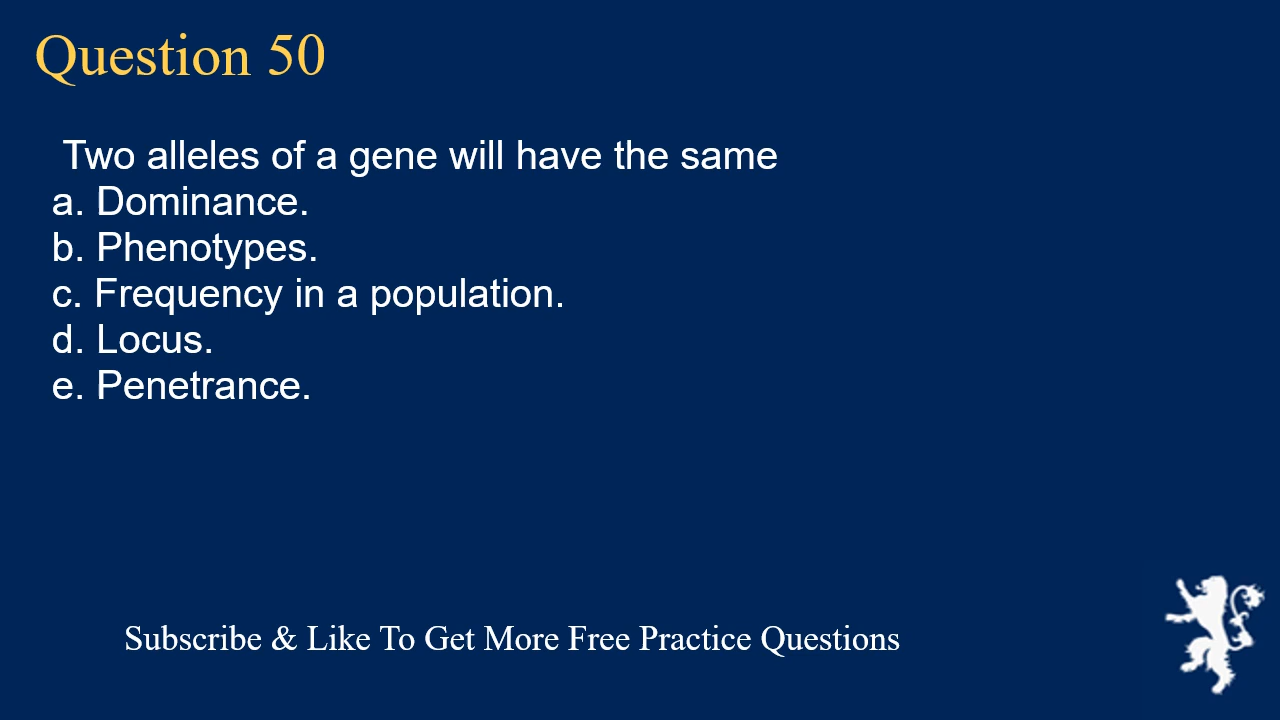 Question 50
Two alleles of a gene will have the same
a. Dominance.
b. Phenotypes.
c. Frequency in a population.
d. Locus.
e. Penetrance.
Subscribe & Like To Get More Free Practice Questions